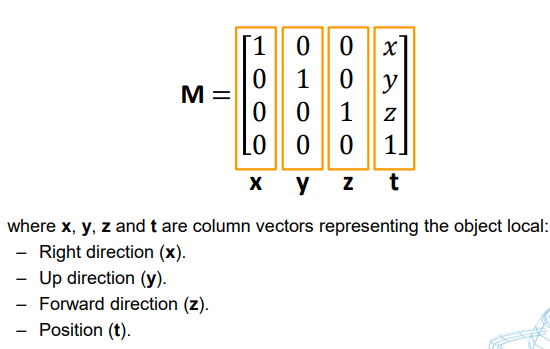 M = [1 0 0 x
0 1 0 y
0 0 1 z
0 0 0 1]
x y z t
where x, y, z and t are column vectors representing the object local:
– Right direction (x).
– Up direction (y).
– Forward direction (z).
– Position (t).